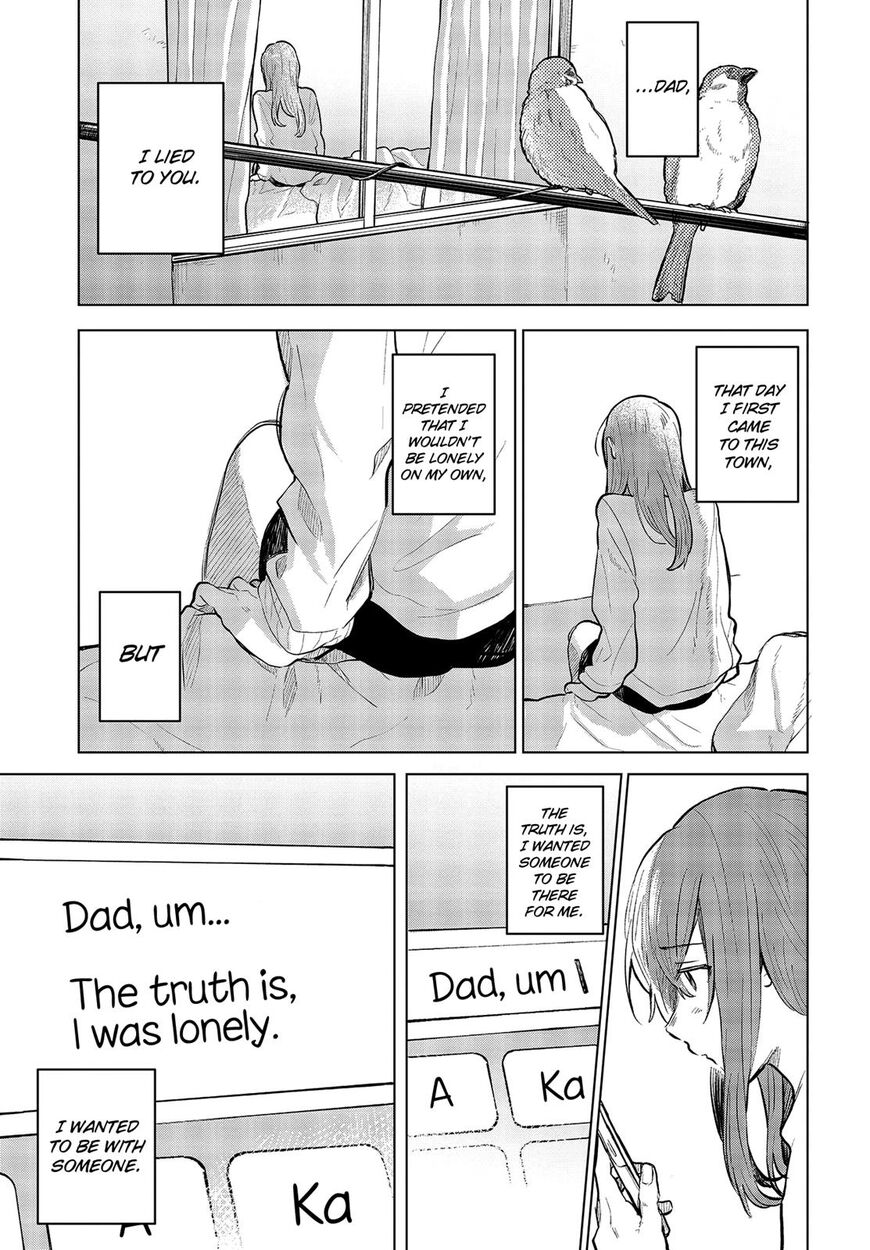 ...DAD,
I LIED
TO YOU.
THAT DAY
I FIRST
CAME
TO THIS
TOWN,
I
PRETENDED
THAT I
WOULDN'T
BE LONELY
ON MY OWN,
BUT
THE
TRUTH IS,
I WANTED
SOMEONE
TO BE
THERE
FOR ME.
Dad, um
A
Ka
Dad, um...
The truth is,
I was lonely.
I WANTED
TO BE WITH
SOMEONE.
A
Ka